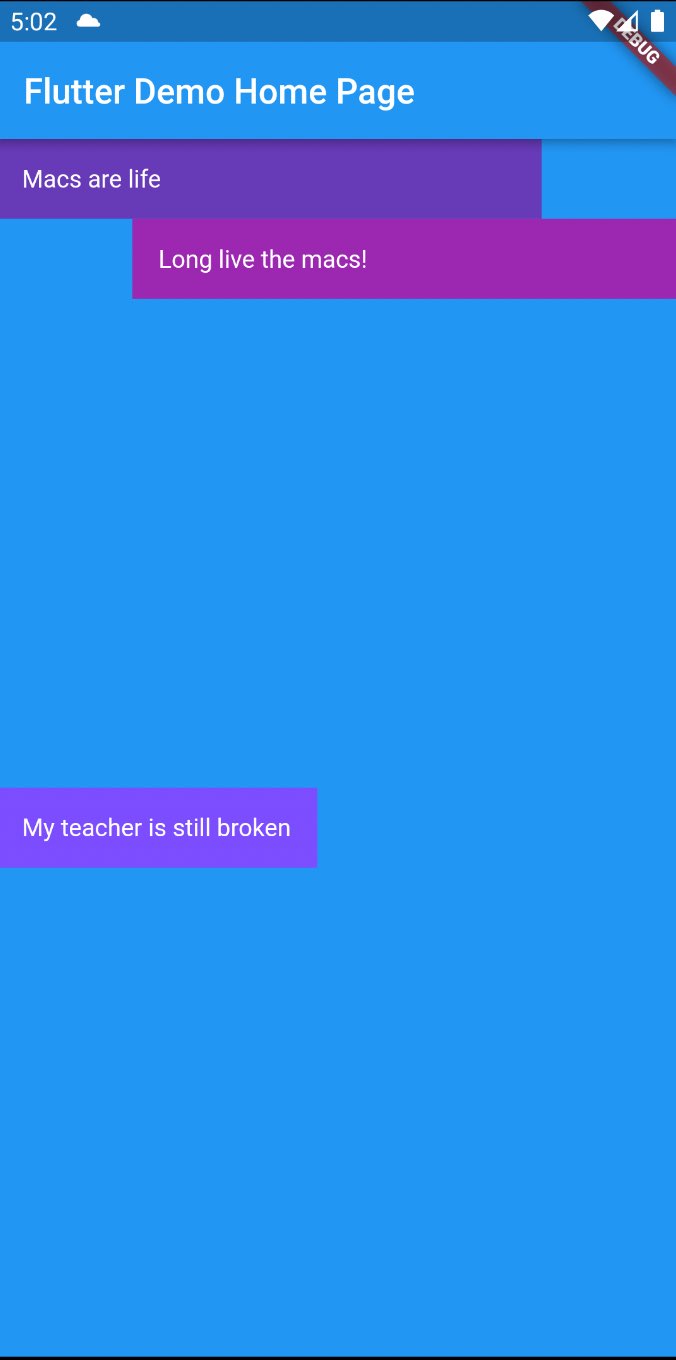 5:02
DEBUG
Flutter Demo Home Page
Macs are life
Long live the macs!
My teacher is still broken